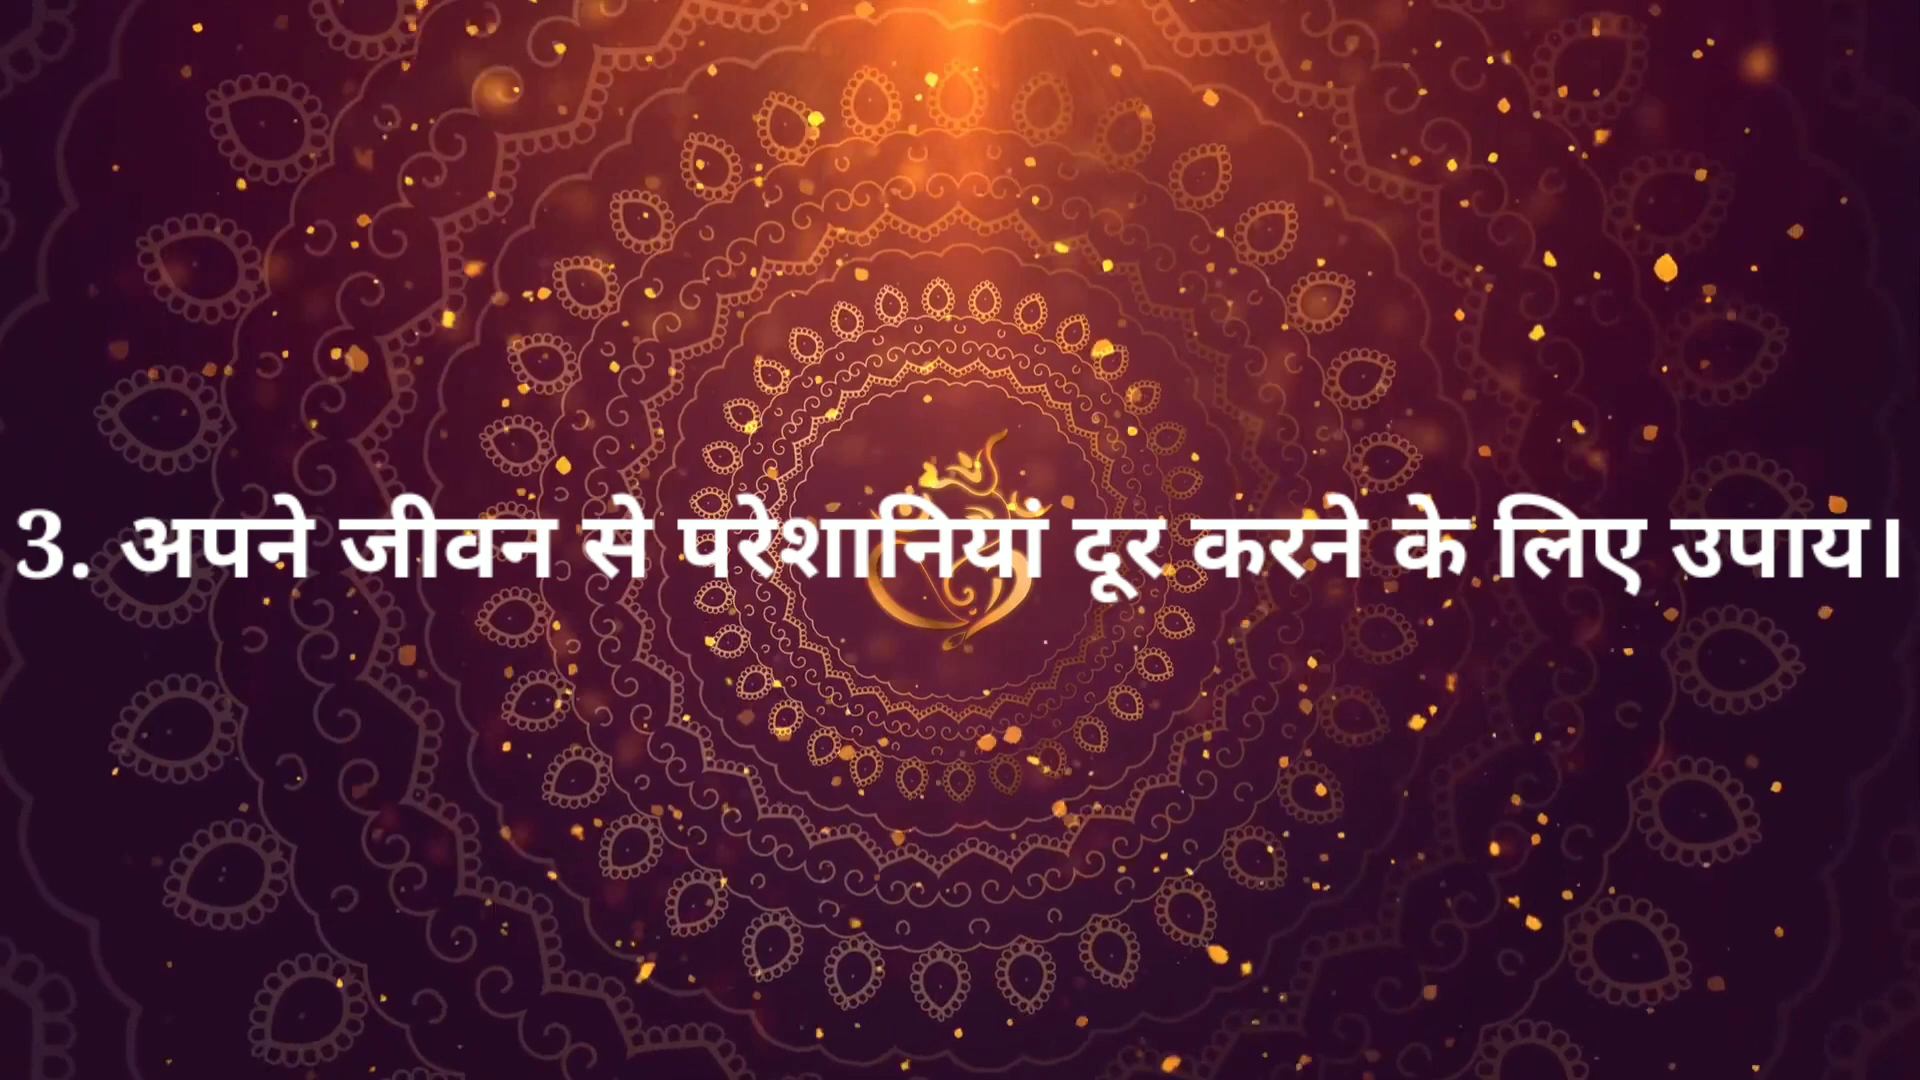 3. अपने जीवन से परेशानियां दूर करने के लिए उपाय।